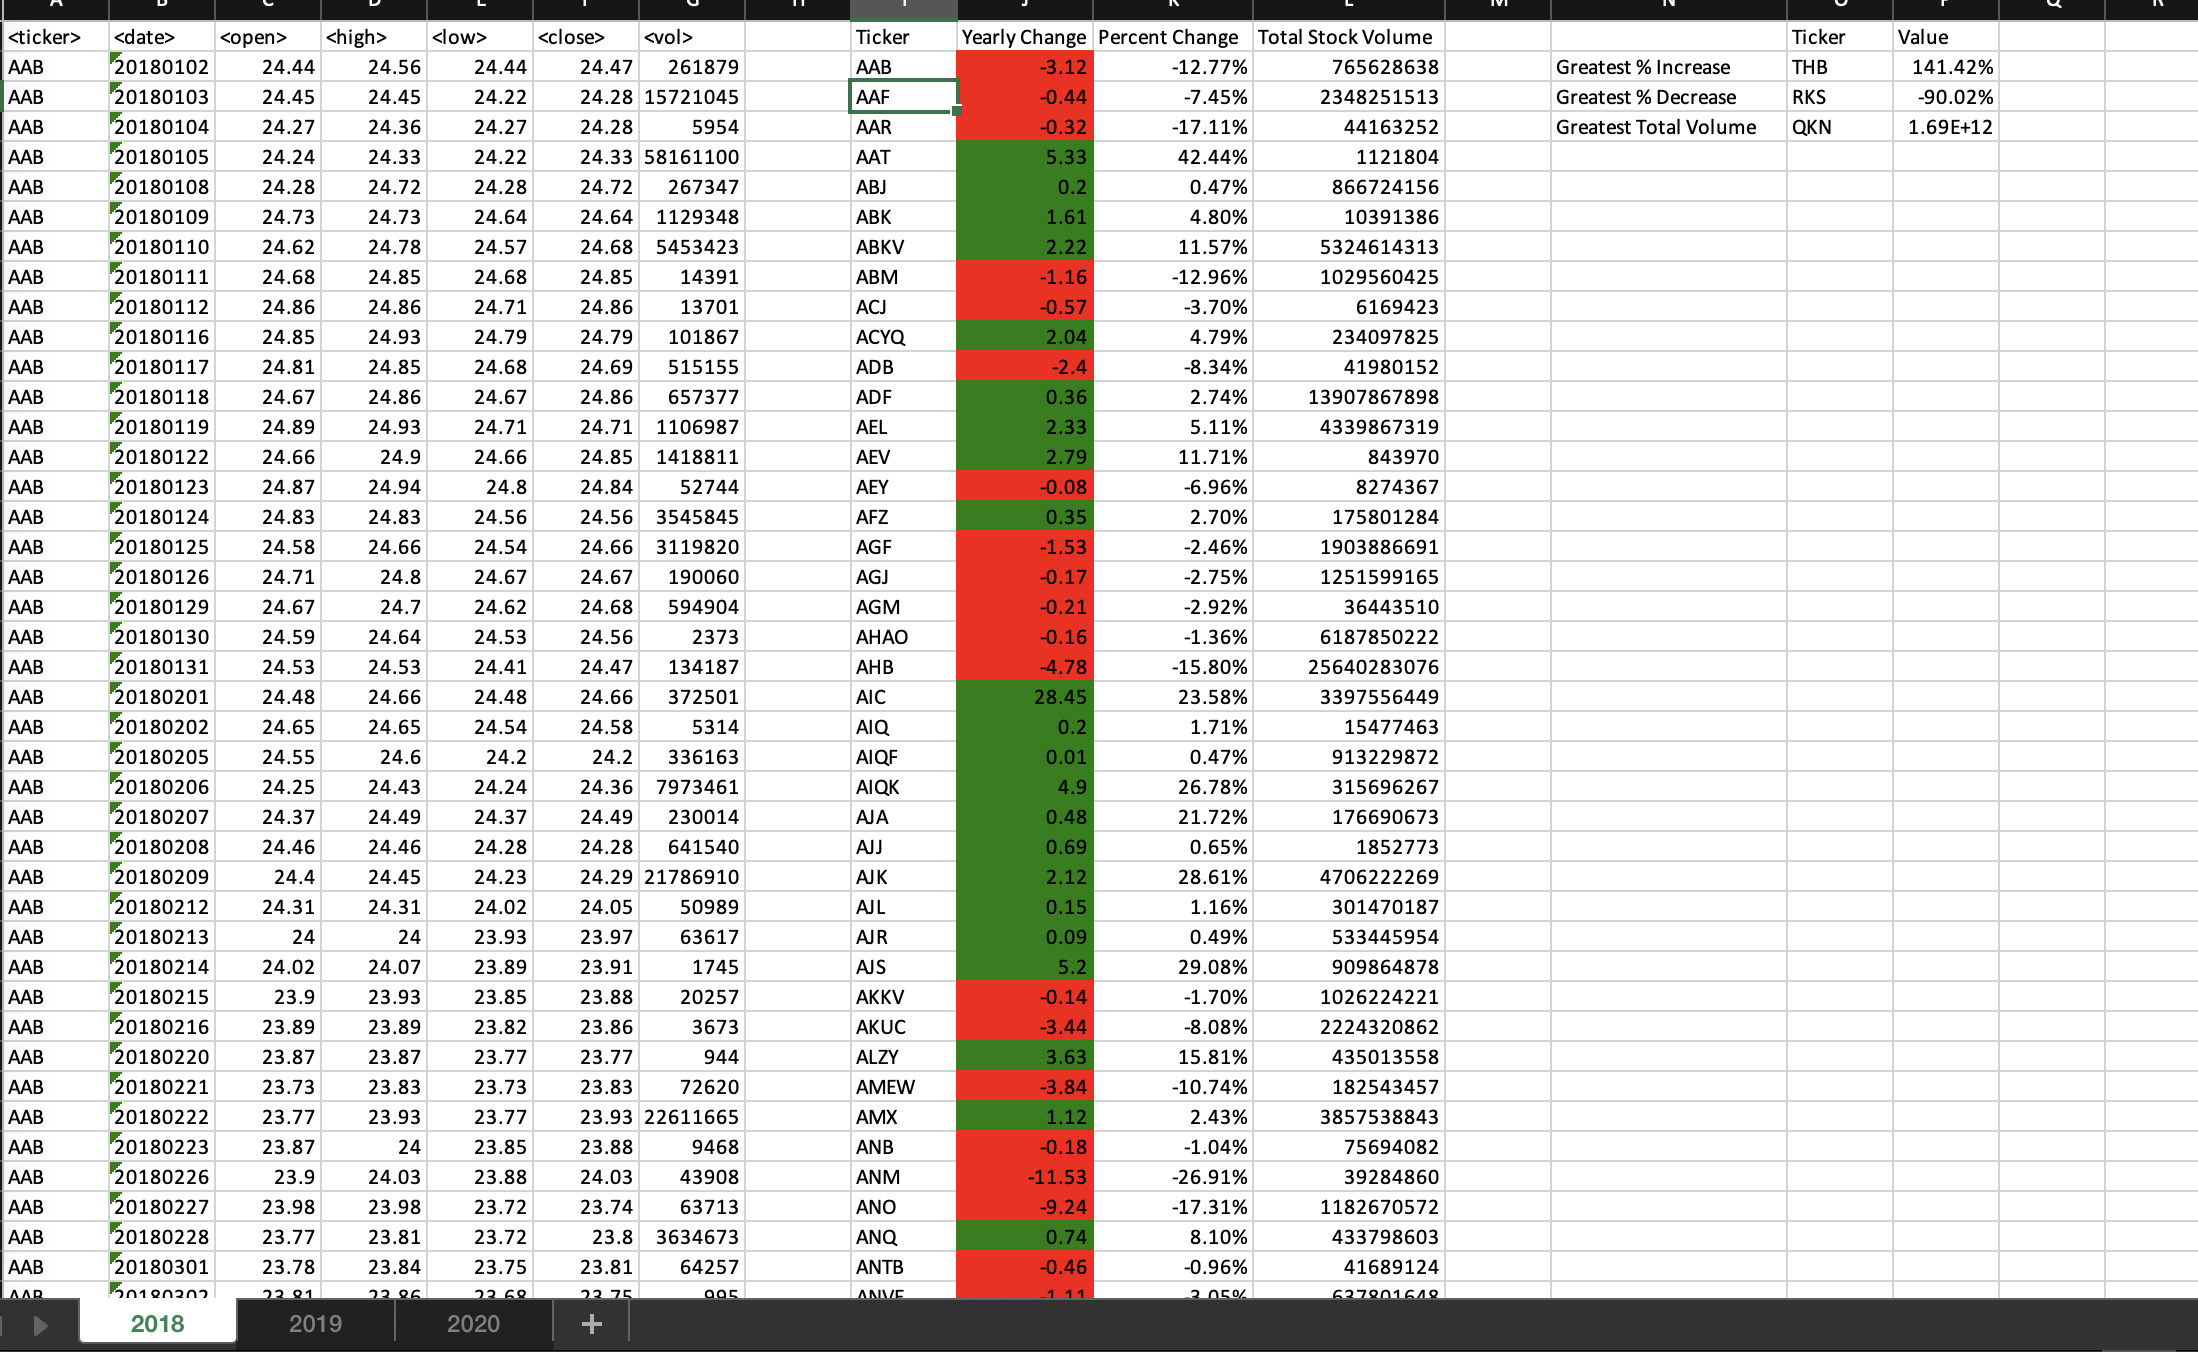 A B C D E F G H I J K L M N O P Q R
<ticker> <date> <open> <high> <low> <close> <vol> Ticker Yearly Change Percent Change Total Stock Volume Ticker Value
AAB 20180102 24.44 24.56 24.44 24.47 261879 AAB -3.12 -12.77% 765628638 Greatest % Increase THB 141.42%
AAB 20180103 24.45 24.45 24.22 24.28 15721045 AAF -0.44 -7.45% 2348251513 Greatest % Decrease RKS -90.02%
AAB 20180104 24.27 24.36 24.27 24.28 5954 AAR -0.32 -17.11% 44163252 Greatest Total Volume QKN 1.69E+12
AAB 20180105 24.24 24.33 24.22 24.33 58161100 AAT 5.33 42.44% 1121804
AAB 20180108 24.28 24.72 24.28 24.72 267347 ABJ 0.2 0.47% 866724156
AAB 20180109 24.73 24.73 24.64 24.64 1129348 ABK 1.61 4.80% 10391386
AAB 20180110 24.62 24.78 24.57 24.68 5453423 ABKV 2.22 11.57% 5324614313
AAB 20180111 24.68 24.85 24.68 24.85 14391 ABM -1.16 -12.96% 1029560425
AAB 20180112 24.86 24.86 24.71 24.86 13701 ACJ -0.57 -3.70% 6169423
AAB 20180116 24.85 24.93 24.79 24.79 101867 ACYQ 2.04 4.79% 234097825
AAB 20180117 24.81 24.85 24.68 24.69 515155 ADB -2.4 -8.34% 41980152
AAB 20180118 24.67 24.86 24.67 24.86 657377 ADF 0.36 2.74% 13907867898
AAB 20180119 24.89 24.93 24.71 24.71 1106987 AEL 2.33 5.11% 4339867319
AAB 20180122 24.66 24.9 24.66 24.85 1418811 AEV 2.79 11.71% 843970
AAB 20180123 24.87 24.94 24.8 24.84 52744 AEY -0.08 -6.96% 8274367
AAB 20180124 24.83 24.83 24.56 24.56 3545845 AFZ 0.35 2.70% 175801284
AAB 20180125 24.58 24.66 24.54 24.66 3119820 AGF -1.53 -2.46% 1903886691
AAB 20180126 24.71 24.8 24.67 24.67 190060 AGJ -0.17 -2.75% 1251599165
AAB 20180129 24.67 24.7 24.62 24.68 594904 AGM -0.21 -2.92% 36443510
AAB 20180130 24.59 24.64 24.53 24.56 2373 AHAO -0.16 -1.36% 6187850222
AAB 20180131 24.53 24.53 24.41 24.47 134187 AHB -4.78 -15.80% 25640283076
AAB 20180201 24.48 24.66 24.48 24.66 372501 AIC 28.45 23.58% 3397556449
AAB 20180202 24.65 24.65 24.54 24.58 5314 AIQ 0.2 1.71% 15477463
AAB 20180205 24.55 24.6 24.2 24.2 336163 AIQF 0.01 0.47% 913229872
AAB 20180206 24.25 24.43 24.24 24.36 7973461 AIQK 4.9 26.78% 315696267
AAB 20180207 24.37 24.49 24.37 24.49 230014 AJA 0.48 21.72% 176690673
AAB 20180208 24.46 24.46 24.28 24.28 641540 AJJ 0.69 0.65% 1852773
AAB 20180209 24.4 24.45 24.23 24.29 21786910 AJK 2.12 28.61% 4706222269
AAB 20180212 24.31 24.31 24.02 24.05 50989 AJL 0.15 1.16% 301470187
AAB 20180213 24 24 23.93 23.97 63617 AJR 0.09 0.49% 533445954
AAB 20180214 24.02 24.07 23.89 23.91 1745 AJS 5.2 29.08% 909864878
AAB 20180215 23.9 23.93 23.85 23.88 20257 AKKV -0.14 -1.70% 1026224221
AAB 20180216 23.89 23.89 23.82 23.86 3673 AKUC -3.44 -8.08% 2224320862
AAB 20180220 23.87 23.87 23.77 23.77 944 ALZY 3.63 15.81% 435013558
AAB 20180221 23.73 23.83 23.73 23.83 72620 AMEW -3.84 -10.74% 182543457
AAB 20180222 23.77 23.93 23.77 23.93 22611665 AMX 1.12 2.43% 3857538843
AAB 20180223 23.87 24 23.85 23.88 9468 ANB -0.18 -1.04% 75694082
AAB 20180226 23.9 24.03 23.88 24.03 43908 ANM -11.53 -26.91% 39284860
AAB 20180227 23.98 23.98 23.72 23.74 63713 ANO -9.24 -17.31% 1182670572
AAB 20180228 23.77 23.81 23.72 23.8 3634673 ANQ 0.74 8.10% 433798603
AAB 20180301 23.78 23.84 23.75 23.81 64257 ANTB -0.46 -0.96% 41689124
AAB 20180302 23.81 23.86 23.68 23.75 995 -1.11 -3.05% 637801648
2018 2019 2020